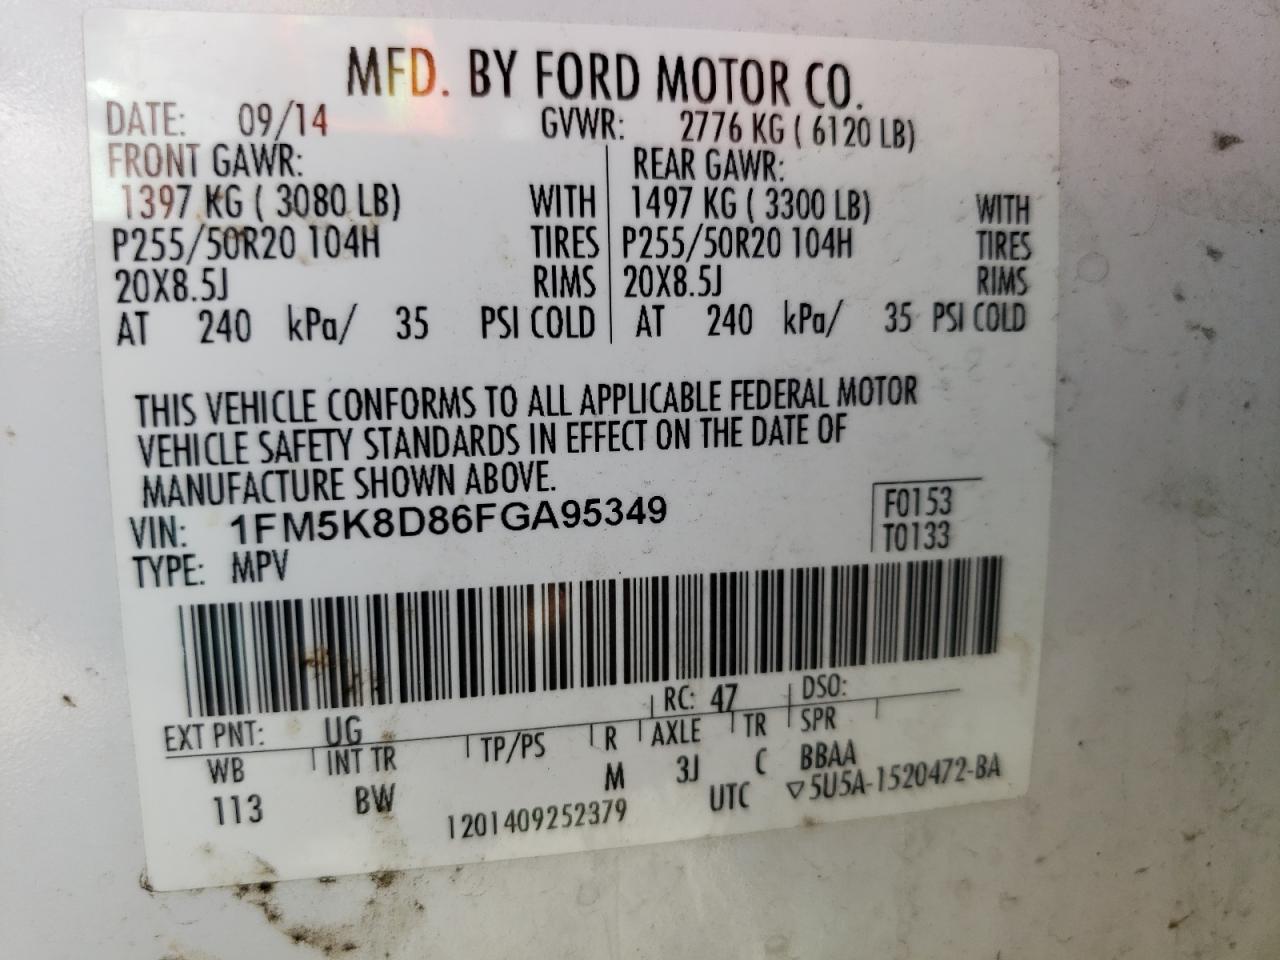 MFD. BY FORD MOTOR CO.
DATE: 09/14 GVWR: 2776 KG ( 6120 LB)
FRONT GAWR: REAR GAWR:
1397 KG ( 3080 LB) WITH 1497 KG ( 3300 LB) WITH
P255/50R20 104H TIRES P255/50R20 104H TIRES
20X8.5J RIMS 20X8.5J RIMS
AT 240 kPa/ 35 PSI COLD AT 240 kPa/ 35 PSI COLD
THIS VEHICLE CONFORMS TO ALL APPLICABLE FEDERAL MOTOR
VEHICLE SAFETY STANDARDS IN EFFECT ON THE DATE OF
MANUFACTURE SHOWN ABOVE.
VIN: 1FM5K8D86FGA95349 F0153
TYPE: MPV T0133
EXT PNT: UG RC: 47 DSO:
WB INT TR TP/PS R AXLE TR SPR
113 BW M 3J C BBAA
1201409252379 UTC ▽5U5A-1520472-BA